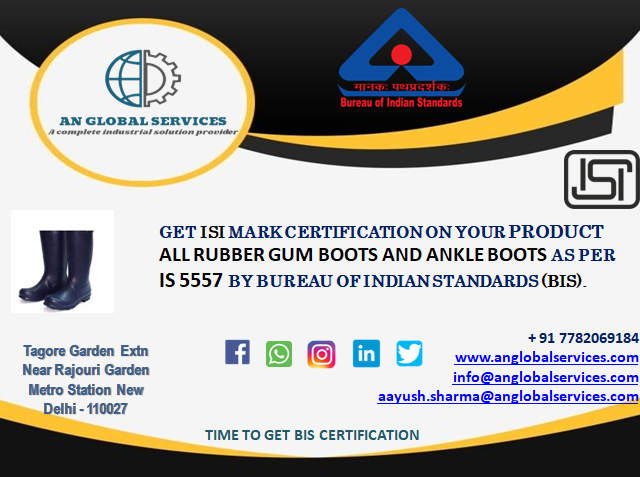 AN GLOBAL SERVICES
A complete industrial solution provider
मानकः पथप्रदर्शकः
Bureau of Indian Standards
ISI
GET ISI MARK CERTIFICATION ON YOUR PRODUCT
ALL RUBBER GUM BOOTS AND ANKLE BOOTS AS PER
IS 5557 BY BUREAU OF INDIAN STANDARDS (BIS).
Tagore Garden Extn
Near Rajouri Garden
Metro Station New
Delhi - 110027
+ 91 7782069184
www.anglobalservices.com
info@anglobalservices.com
aayush.sharma@anglobalservices.com
TIME TO GET BIS CERTIFICATION